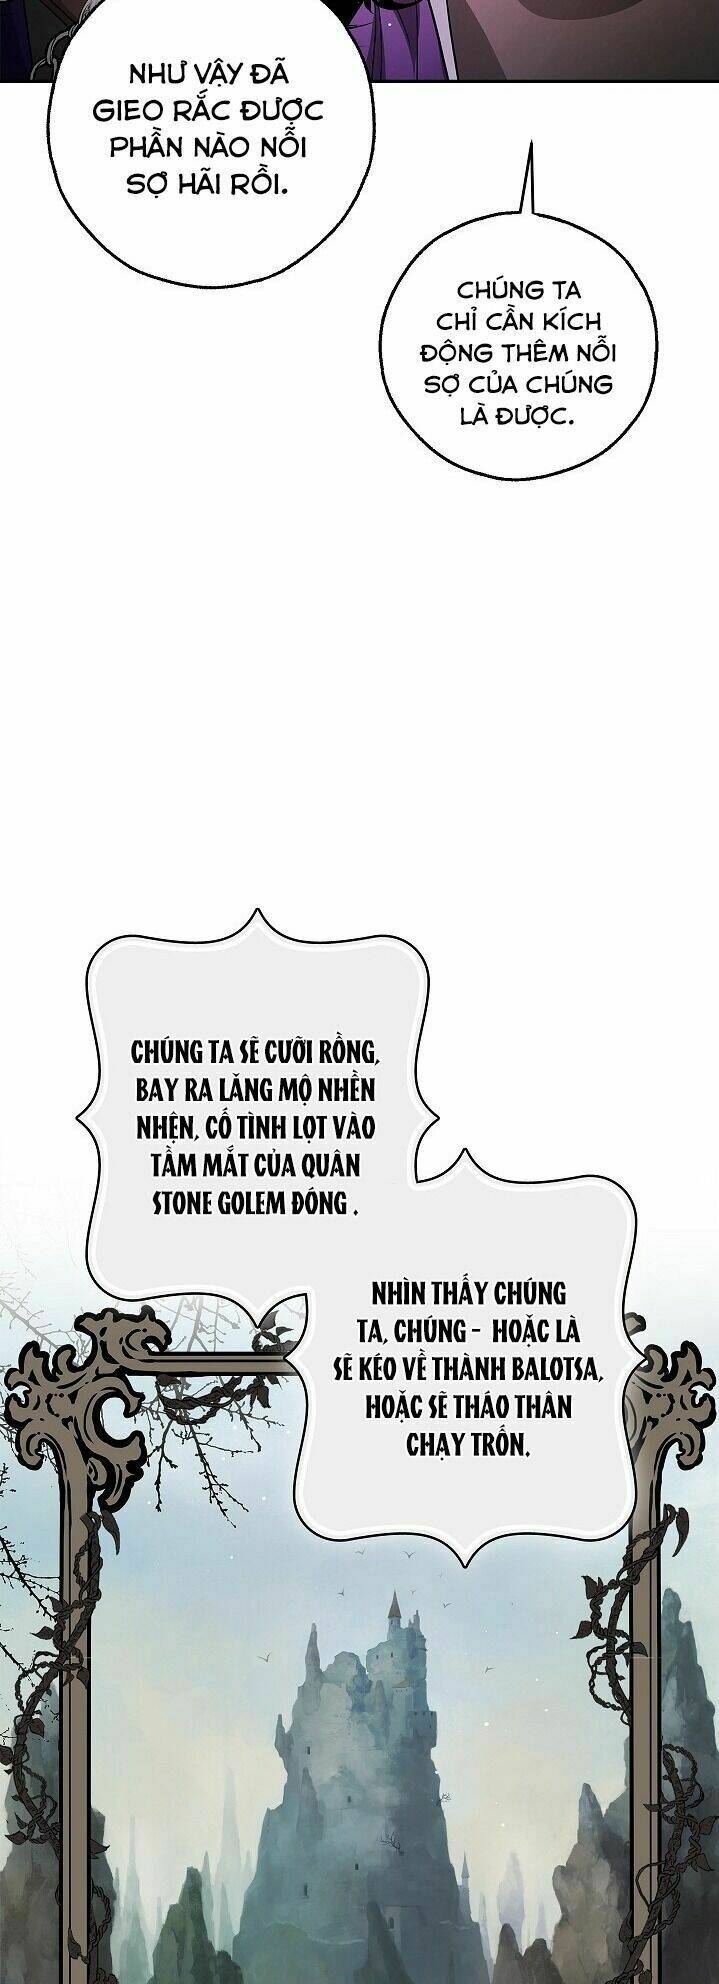 NHƯ VẬY ĐÃ
GIEO RẮC ĐƯỢC
PHẦN NÀO NỖI
SỢ HÃI RỒI.
CHÚNG TA
CHỈ CẦN KÍCH
ĐỘNG THÊM NỖI
SỢ CỦA CHÚNG
LÀ ĐƯỢC.
CHÚNG TA SẼ CƯỠI RỒNG,
BAY RA LĂNG MỘ NHỀN
NHỆN, CỐ TÌNH LỌT VÀO
TẦM MẮT CỦA QUÂN
STONE GOLEM ĐÓNG .
NHÌN THẤY CHÚNG
TA, CHÚNG - HOẶC LÀ
SẼ KÉO VỀ THÀNH BALOTSA,
HOẶC SẼ THÁO THÂN
CHẠY TRỐN.